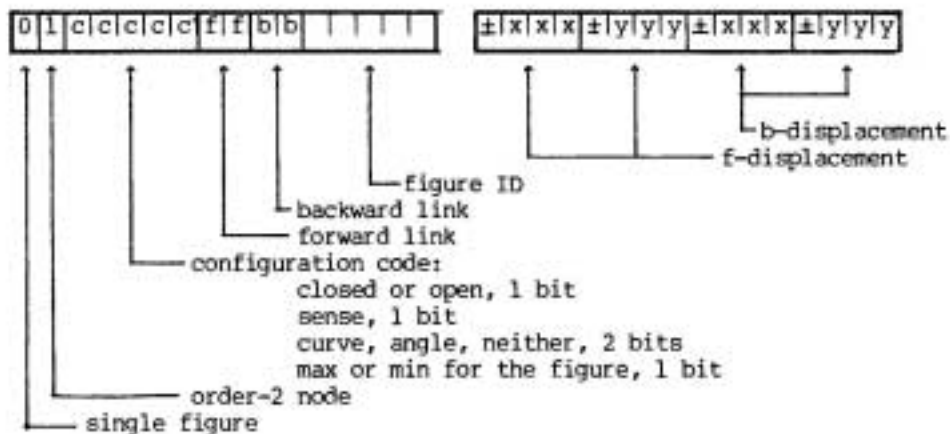 0 1 c c c c c f f b b ± x x x ± y y y ± x x x ± y y y
b-displacement
f-displacement
figure ID
backward link
forward link
configuration code:
closed or open, 1 bit
sense, 1 bit
curve, angle, neither, 2 bits
max or min for the figure, 1 bit
order-2 node
single figure